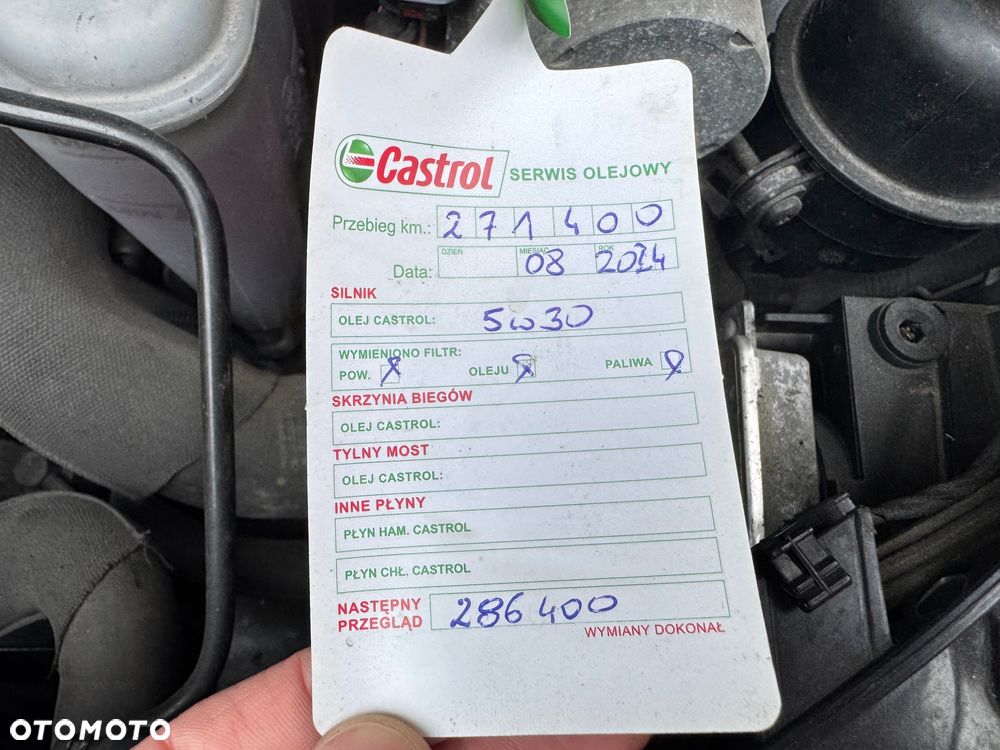 Castrol SERWIS OLEJOWY
Przebieg km.: 271400
DZIEŃ MIESIĄC ROK
Data: 08 2024
SILNIK
OLEJ CASTROL: 5w30
WYMIENIONO FILTR:
POW. OLEJU PALIWA
SKRZYNIA BIEGÓW
OLEJ CASTROL:
TYLNY MOST
OLEJ CASTROL:
INNE PŁYNY
PŁYN HAM. CASTROL
PŁYN CHŁ. CASTROL
NASTĘPNY
PRZEGLĄD 286400
WYMIANY DOKONAŁ
OTOMOTO